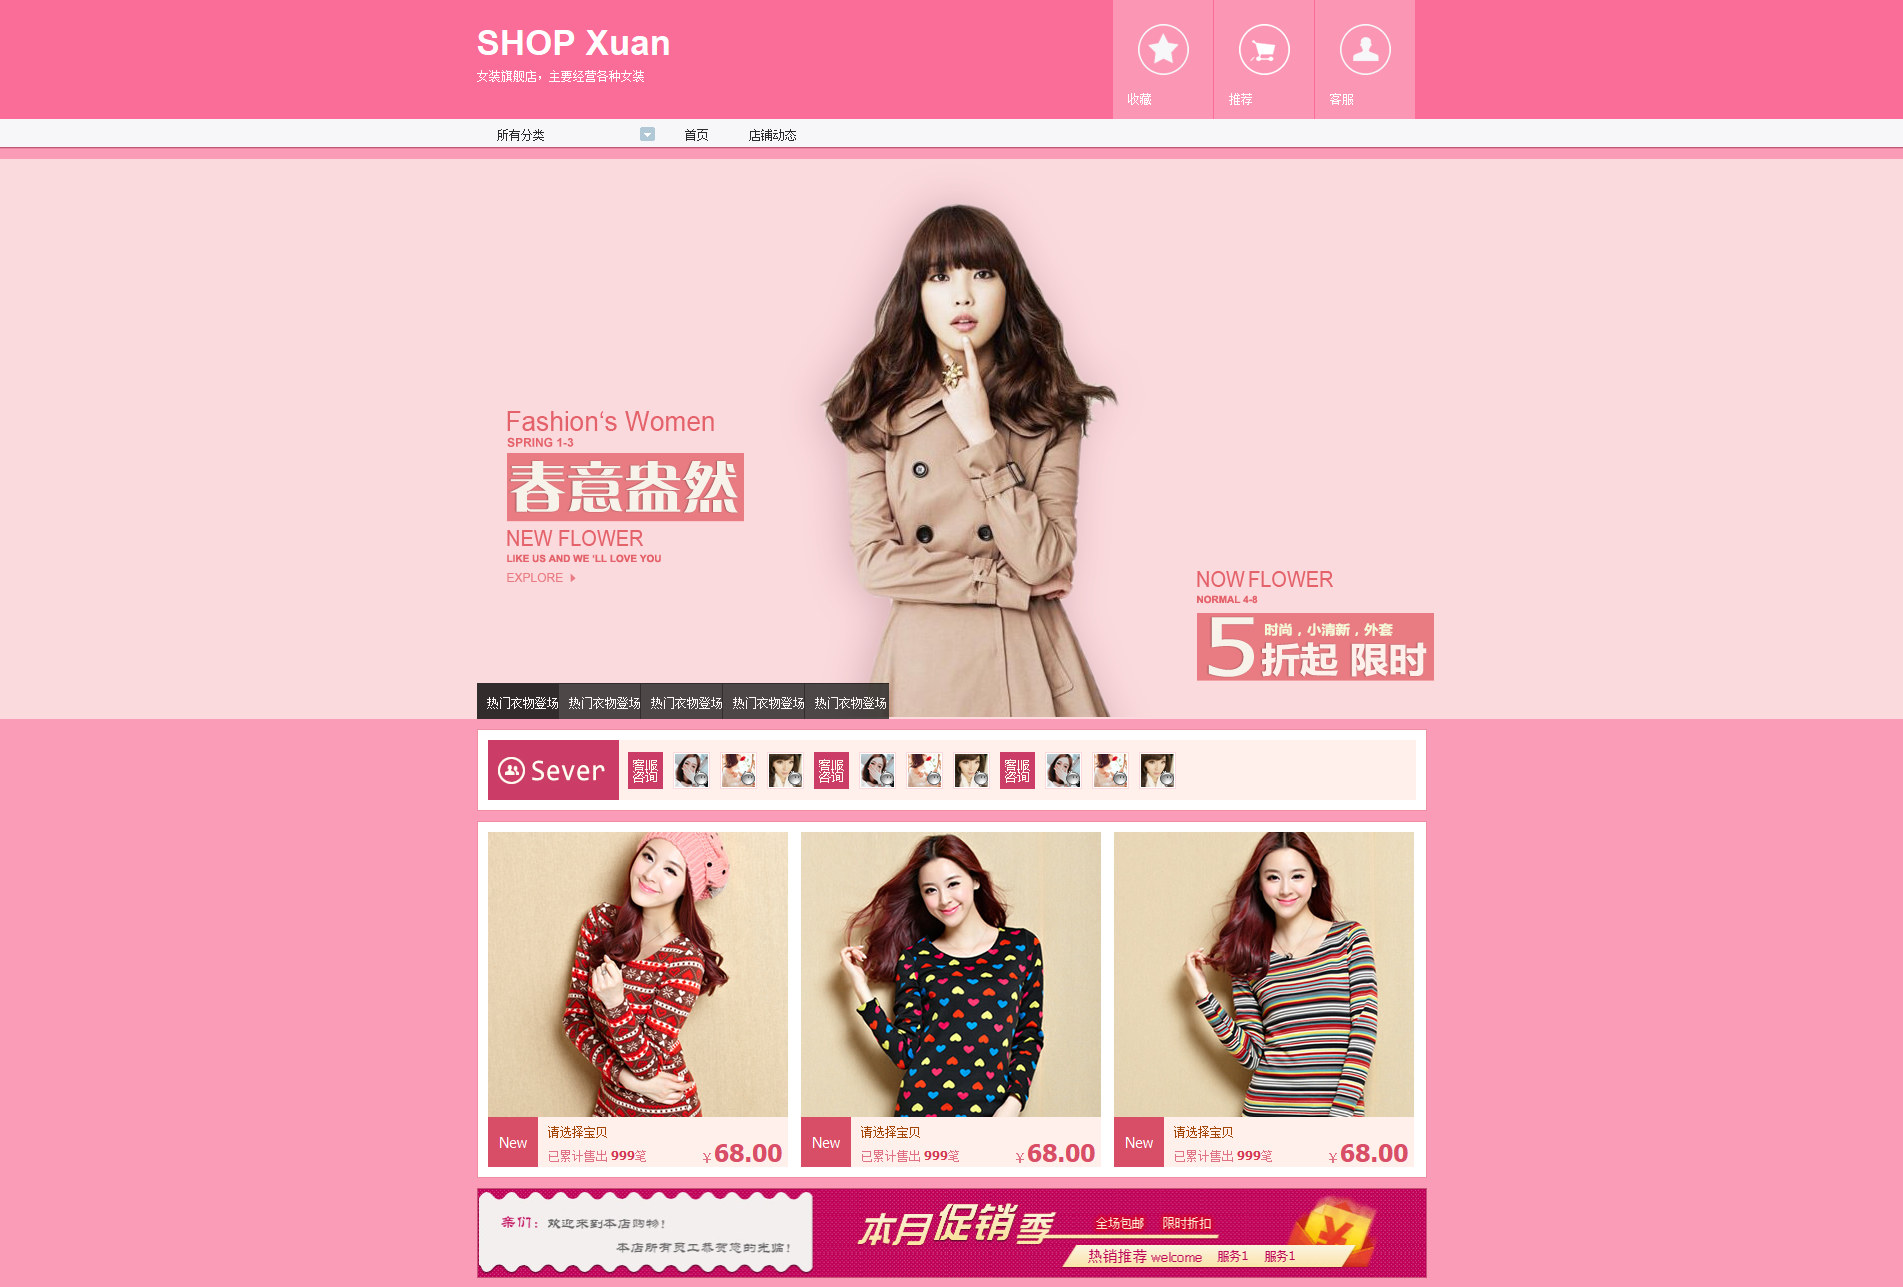 SHOP Xuan
女装旗舰店，主要经营各种女装
收藏
推荐
客服
所有分类
首页
店铺动态
Fashion's Women
SPRING 1-3
春意盎然
NEW FLOWER
LIKE US AND WE 'LL LOVE YOU
EXPLORE
NOW FLOWER
NORMAL 4-8
5
时尚，小清新，外套
折起 限时
热门衣物登场
热门衣物登场
热门衣物登场
热门衣物登场
热门衣物登场
Sever
客服
咨询
客服
咨询
客服
咨询
New
请选择宝贝
已累计售出 999笔
￥68.00
New
请选择宝贝
已累计售出 999笔
￥68.00
New
请选择宝贝
已累计售出 999笔
￥68.00
亲们：欢迎来到本店购物！
本店所有员工恭贺您的光临！
本月促销季
全场包邮 限时折扣
热销推荐 welcome 服务1 服务1